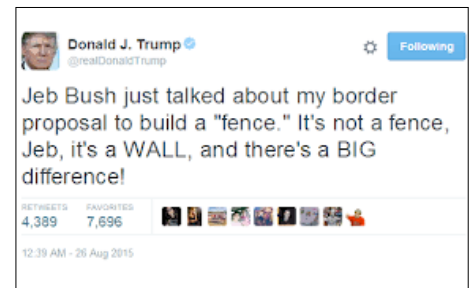 Donald J. Trump
@realDonaldTrump
Following
Jeb Bush just talked about my border
proposal to build a "fence." It's not a fence,
Jeb, it's a WALL, and there's a BIG
difference!
RETWEETS FAVORITES
4,389 7,696
12:39 AM - 26 Aug 2015